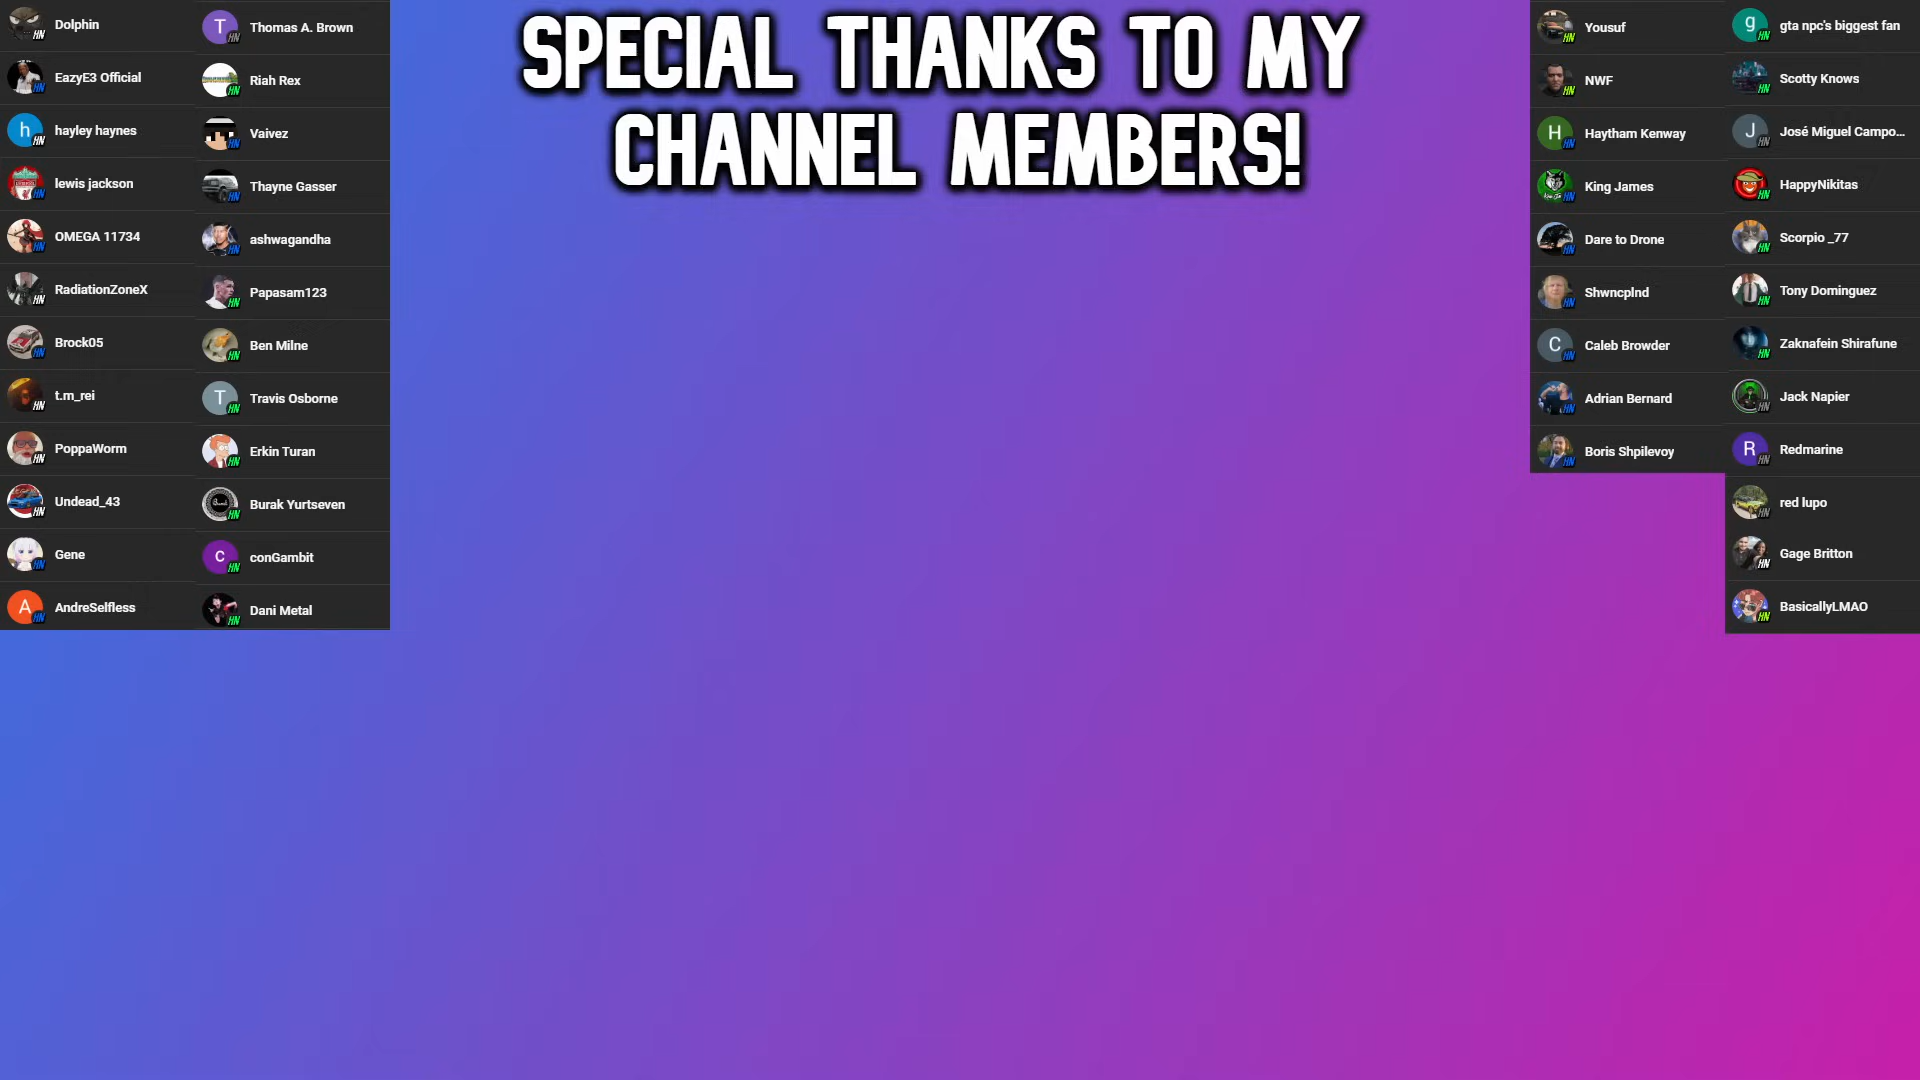 SPECIAL THANKS TO MY
CHANNEL MEMBERS!
Dolphin
EazyE3 Official
hayley haynes
lewis jackson
OMEGA 11734
RadiationZoneX
Brock05
t.m_rei
PoppaWorm
Undead_43
Gene
AndreSelfless
Thomas A. Brown
Riah Rex
Vaivez
Thayne Gasser
ashwagandha
Papasam123
Ben Milne
Travis Osborne
Erkin Turan
Burak Yurtseven
conGambit
Dani Metal
Yousuf
NWF
Haytham Kenway
King James
Dare to Drone
Shwncplnd
Caleb Browder
Adrian Bernard
Boris Shpilevoy
gta npc's biggest fan
Scotty Knows
José Miguel Campo...
HappyNikitas
Scorpio _77
Tony Dominguez
Zaknafein Shirafune
Jack Napier
Redmarine
red lupo
Gage Britton
BasicallyLMAO